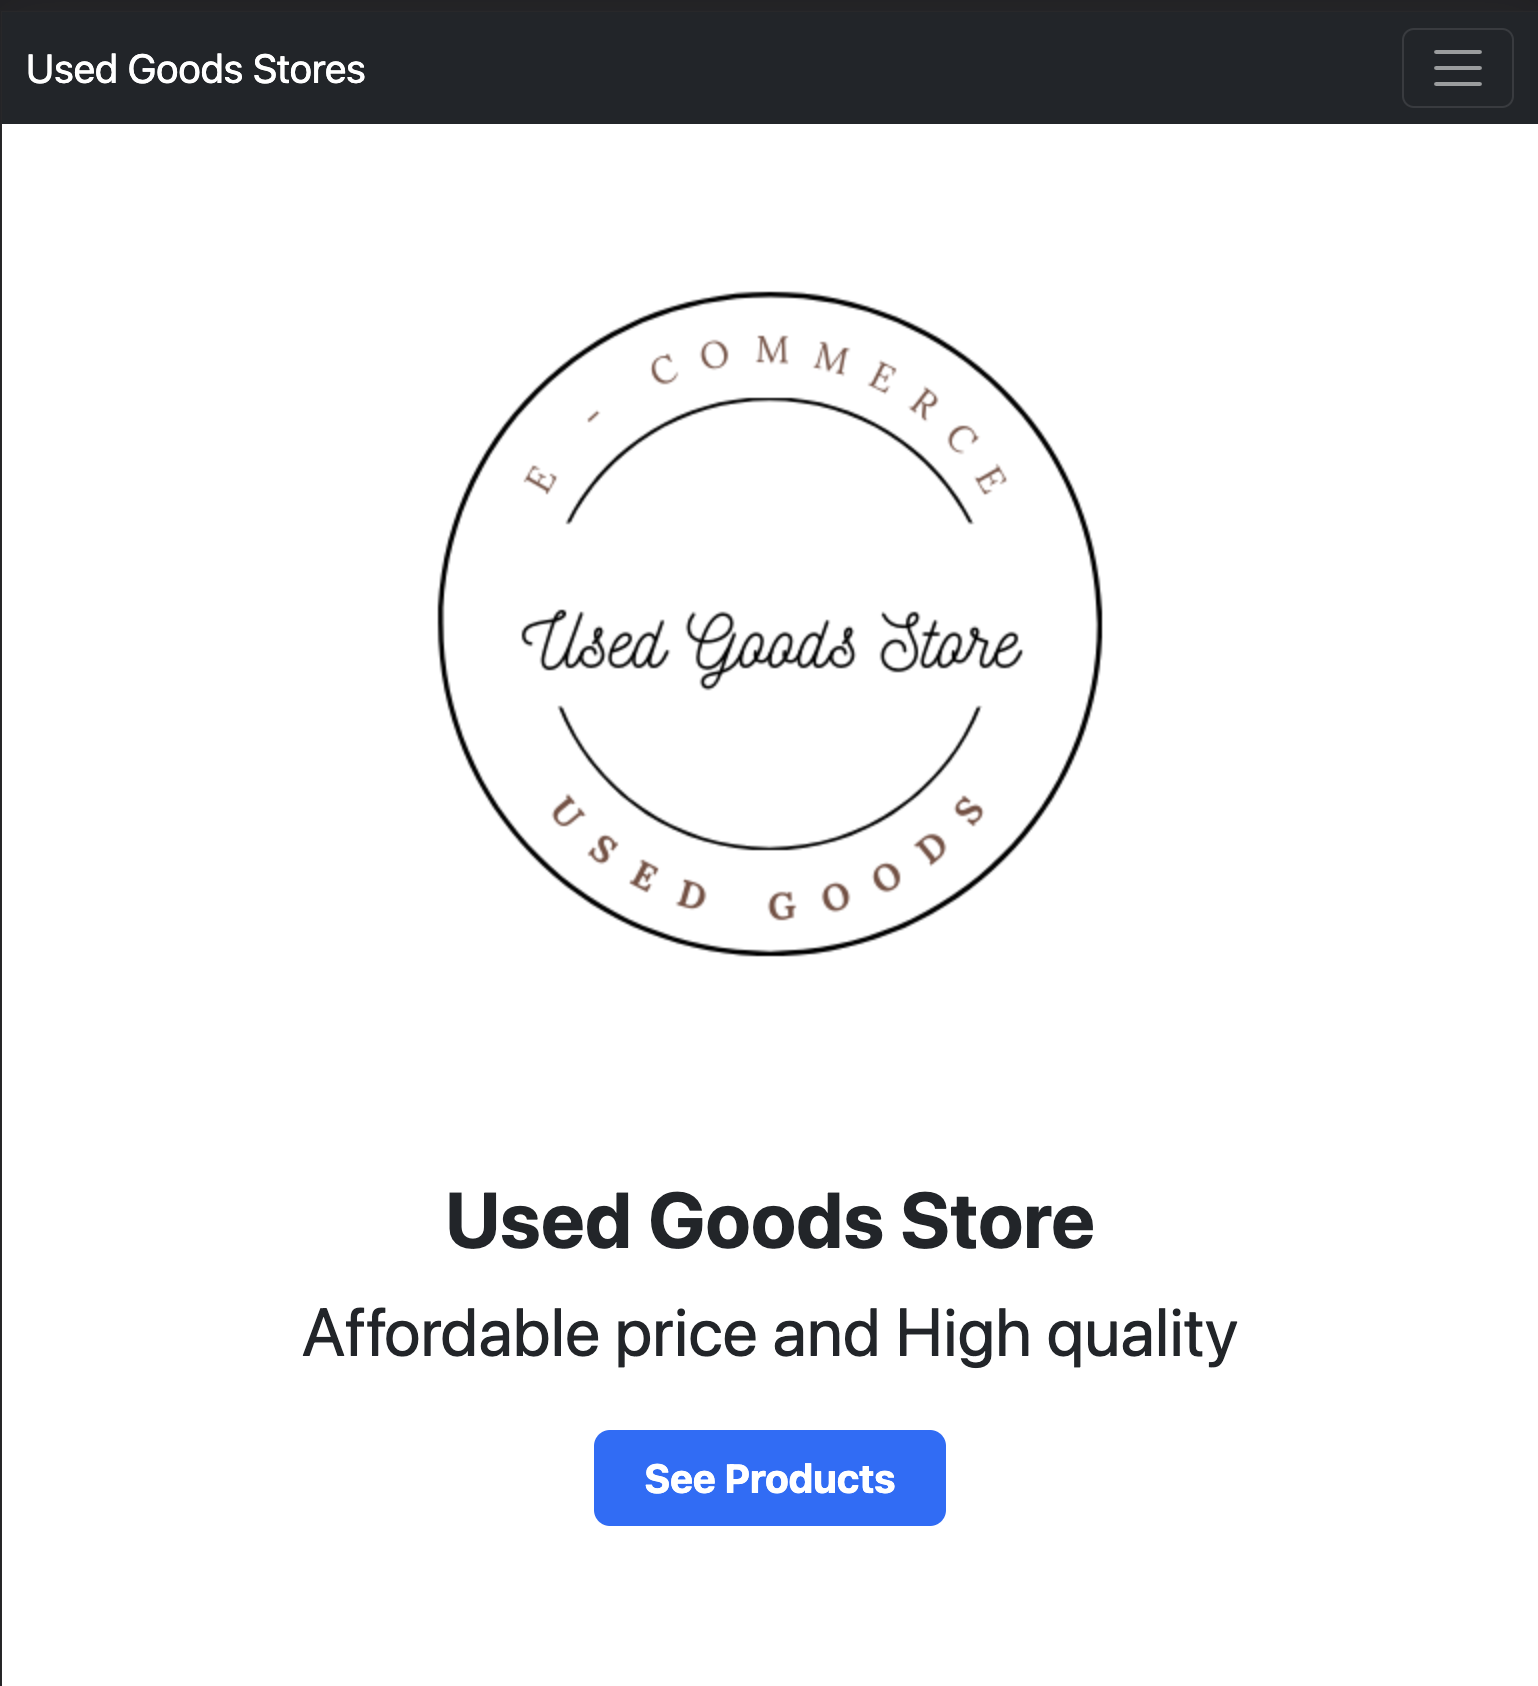 Used Goods Stores
E - COMMERCE
Used Goods Store
USED GOODS
Used Goods Store
Affordable price and High quality
See Products